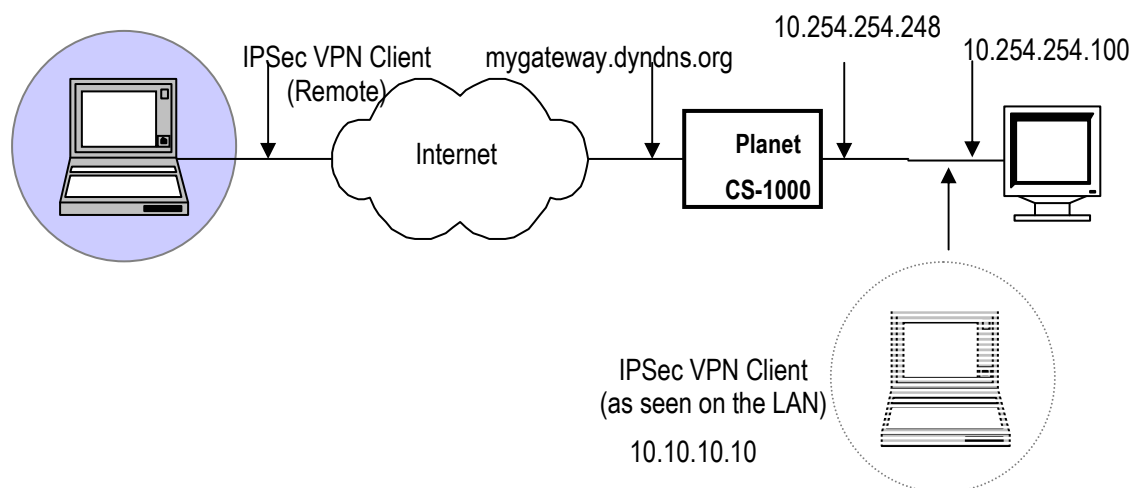 10.254.254.248
IPSec VPN Client
(Remote)
mygateway.dyndns.org
10.254.254.100
Internet
Planet
CS-1000
IPSec VPN Client
(as seen on the LAN)
10.10.10.10